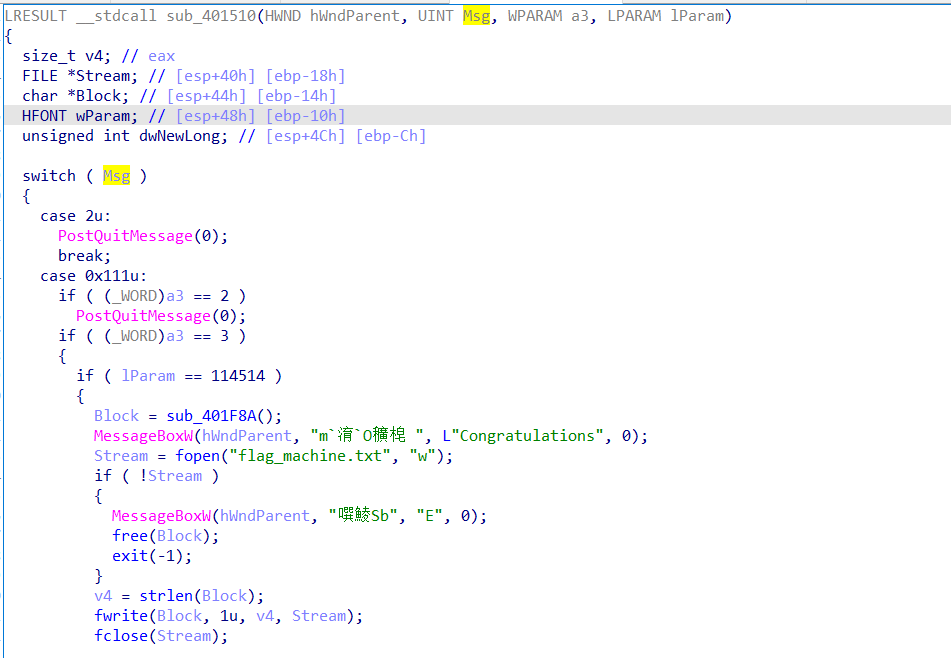 LRESULT __stdcall sub_401510(HWND hWndParent, UINT Msg, WPARAM a3, LPARAM lParam)
{
size_t v4; // eax
FILE *Stream; // [esp+40h] [ebp-18h]
char *Block; // [esp+44h] [ebp-14h]
HFONT wParam; // [esp+48h] [ebp-10h]
unsigned int dwNewLong; // [esp+4Ch] [ebp-Ch]
switch ( Msg )
{
case 2u:
PostQuitMessage(0);
break;
case 0x111u:
if ( (_WORD)a3 == 2 )
PostQuitMessage(0);
if ( (_WORD)a3 == 3 )
{
if ( lParam == 114514 )
{
Block = sub_401F8A();
MessageBoxW(hWndParent, "m`淯`O穬 ", L"Congratulations", 0);
Stream = fopen("flag_machine.txt", "w");
if ( !Stream )
{
MessageBoxW(hWndParent, "噀鯪Sb", "E", 0);
free(Block);
exit(-1);
}
v4 = strlen(Block);
fwrite(Block, 1u, v4, Stream);
fclose(Stream);